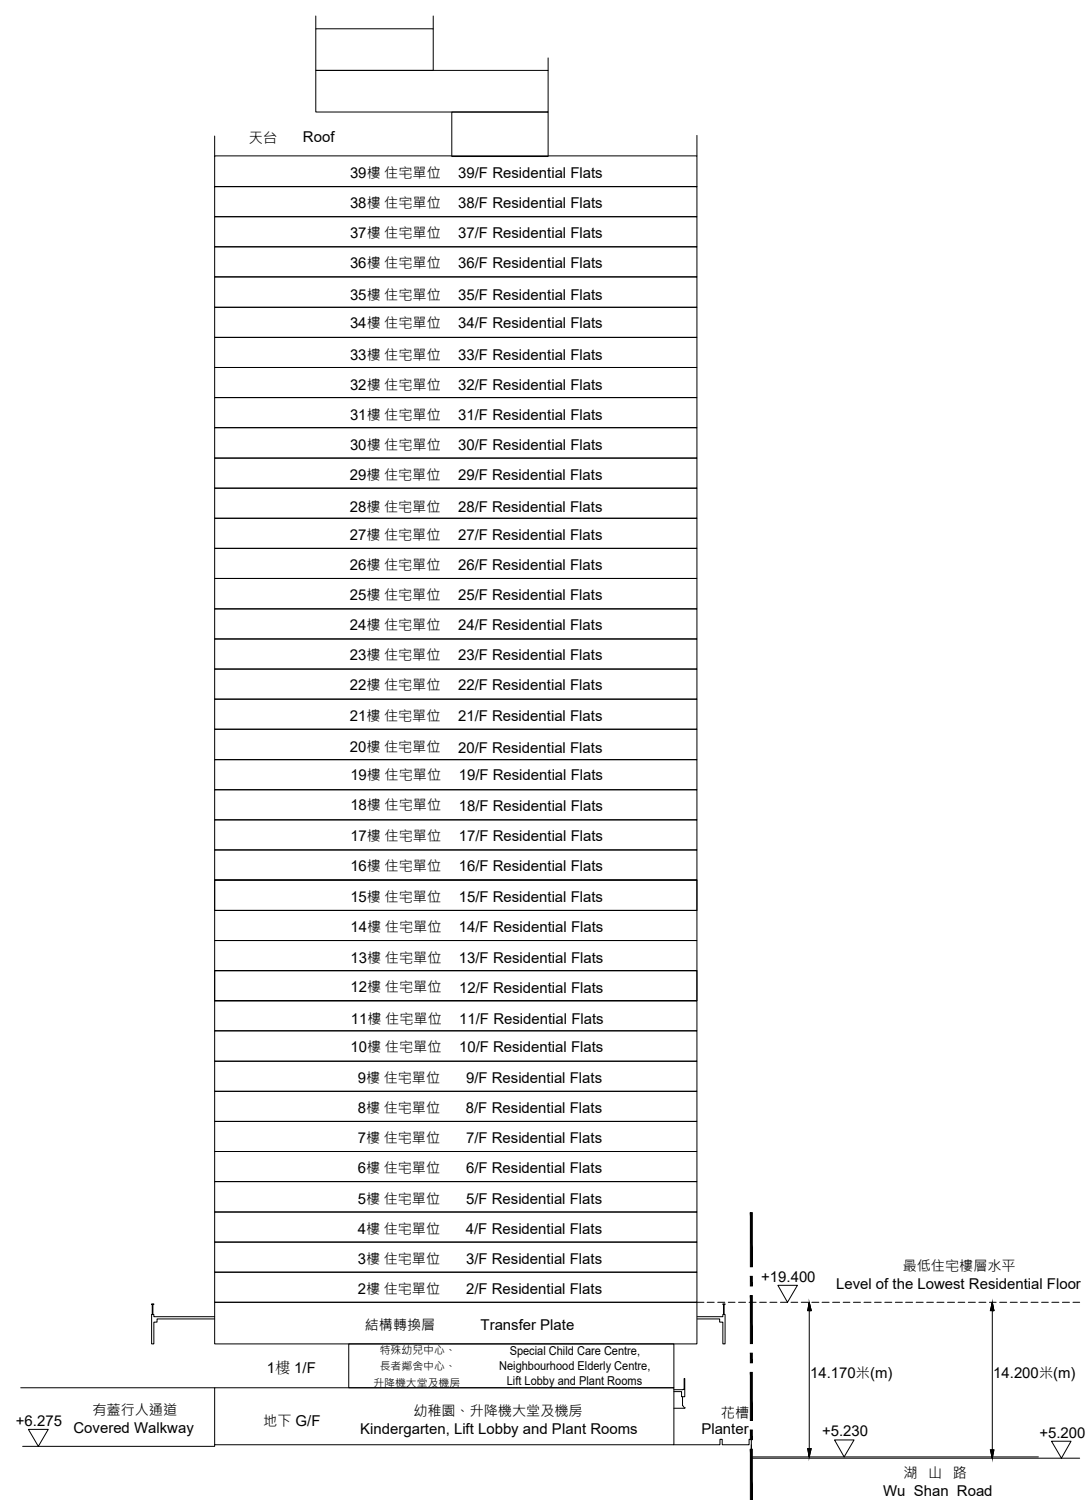 天台 Roof
39樓 住宅單位 39/F Residential Flats
38樓 住宅單位 38/F Residential Flats
37樓 住宅單位 37/F Residential Flats
36樓 住宅單位 36/F Residential Flats
35樓 住宅單位 35/F Residential Flats
34樓 住宅單位 34/F Residential Flats
33樓 住宅單位 33/F Residential Flats
32樓 住宅單位 32/F Residential Flats
31樓 住宅單位 31/F Residential Flats
30樓 住宅單位 30/F Residential Flats
29樓 住宅單位 29/F Residential Flats
28樓 住宅單位 28/F Residential Flats
27樓 住宅單位 27/F Residential Flats
26樓 住宅單位 26/F Residential Flats
25樓 住宅單位 25/F Residential Flats
24樓 住宅單位 24/F Residential Flats
23樓 住宅單位 23/F Residential Flats
22樓 住宅單位 22/F Residential Flats
21樓 住宅單位 21/F Residential Flats
20樓 住宅單位 20/F Residential Flats
19樓 住宅單位 19/F Residential Flats
18樓 住宅單位 18/F Residential Flats
17樓 住宅單位 17/F Residential Flats
16樓 住宅單位 16/F Residential Flats
15樓 住宅單位 15/F Residential Flats
14樓 住宅單位 14/F Residential Flats
13樓 住宅單位 13/F Residential Flats
12樓 住宅單位 12/F Residential Flats
11樓 住宅單位 11/F Residential Flats
10樓 住宅單位 10/F Residential Flats
9樓 住宅單位 9/F Residential Flats
8樓 住宅單位 8/F Residential Flats
7樓 住宅單位 7/F Residential Flats
6樓 住宅單位 6/F Residential Flats
5樓 住宅單位 5/F Residential Flats
4樓 住宅單位 4/F Residential Flats
3樓 住宅單位 3/F Residential Flats
2樓 住宅單位 2/F Residential Flats
最低住宅樓層水平
+19.400 Level of the Lowest Residential Floor
結構轉換層 Transfer Plate
特殊幼兒中心、 Special Child Care Centre,
1樓 1/F 長者鄰舍中心、 Neighbourhood Elderly Centre,
升降機大堂及機房 Lift Lobby and Plant Rooms
14.170米(m) 14.200米(m)
有蓋行人通道
+6.275 Covered Walkway
地下 G/F
幼稚園、升降機大堂及機房
Kindergarten, Lift Lobby and Plant Rooms
花槽
Planter
+5.230 +5.200
湖 山 路
Wu Shan Road